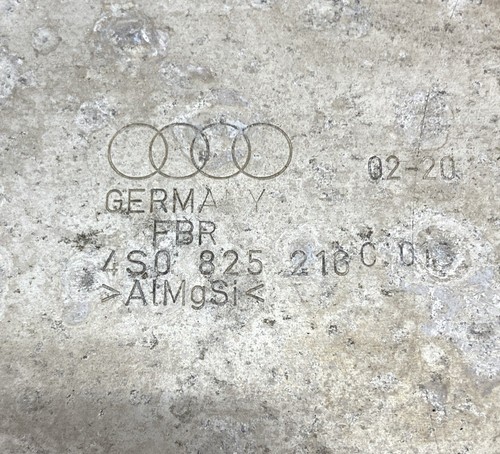 02-20
GERMANY
FBR
4S0 825 216
>AlMgSi<